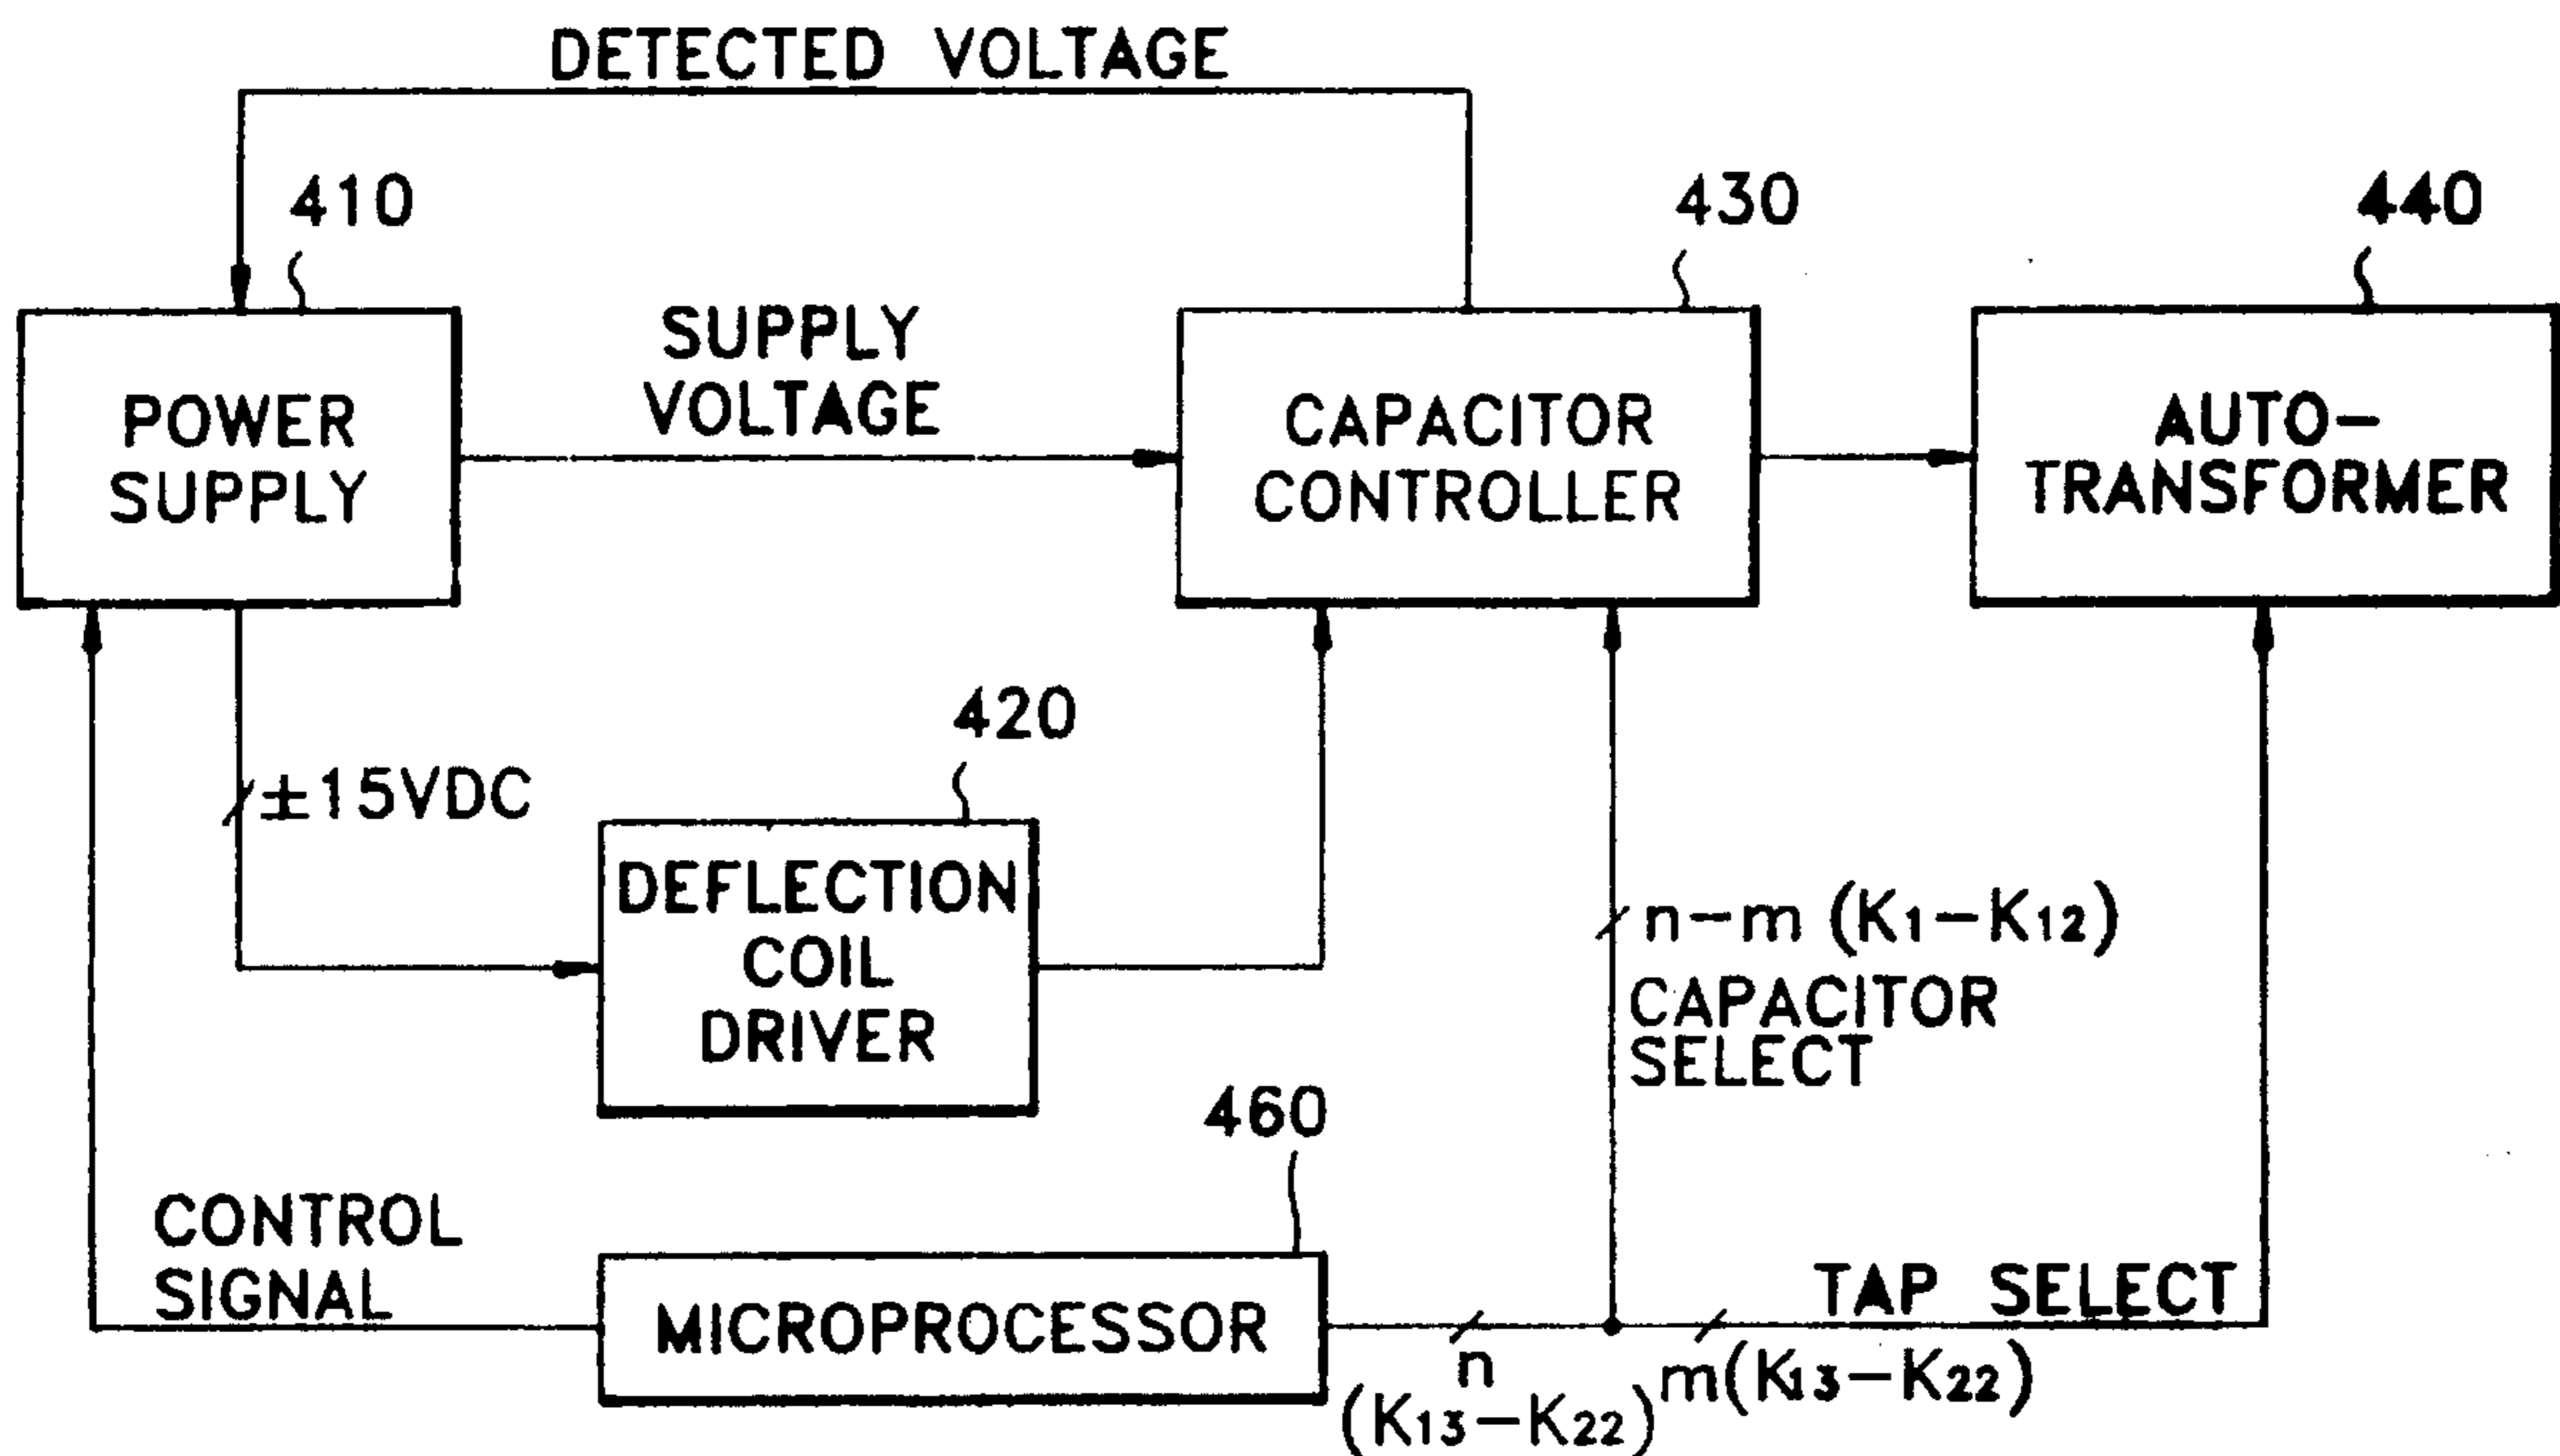 DETECTED VOLTAGE
410
430
440
POWER
SUPPLY
SUPPLY
VOLTAGE
CAPACITOR
CONTROLLER
AUTO-
TRANSFORMER
±15VDC
420
DEFLECTION
COIL
DRIVER
n-m (K1-K12)
CAPACITOR
SELECT
460
CONTROL
SIGNAL
MICROPROCESSOR
TAP SELECT
n
(K13-K22)
m(K13-K22)